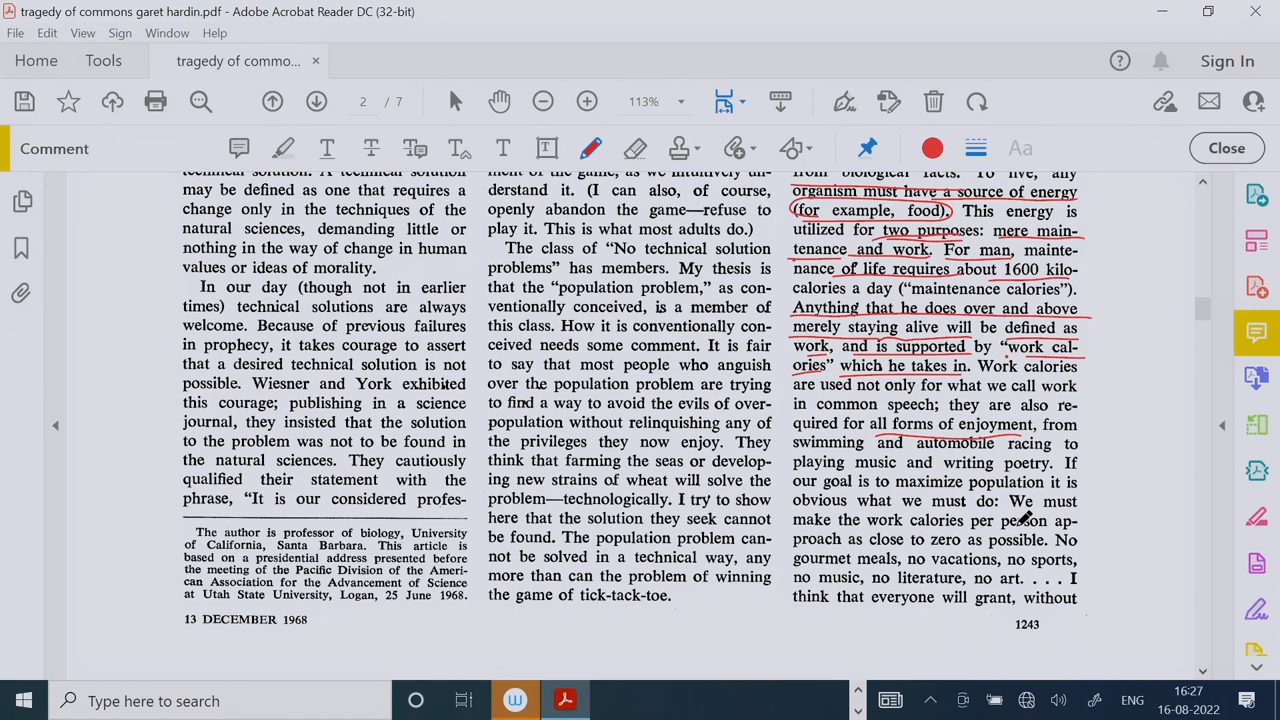 tragedy of commons garet hardin.pdf - Adobe Acrobat Reader DC (32-bit)
File Edit View Sign Window Help
Home Tools tragedy of commo... × Sign In
2 / 7 113%
Comment Aa Close
technical solution. A technical solution
may be defined as one that requires a
change only in the techniques of the
natural sciences, demanding little or
nothing in the way of change in human
values or ideas of morality.
In our day (though not in earlier
times) technical solutions are always
welcome. Because of previous failures
in prophecy, it takes courage to assert
that a desired technical solution is not
possible. Wiesner and York exhibited
this courage; publishing in a science
journal, they insisted that the solution
to the problem was not to be found in
the natural sciences. They cautiously
qualified their statement with the
phrase, “It is our considered profes-
The author is professor of biology, University
of California, Santa Barbara. This article is
based on a presidential address presented before
the meeting of the Pacific Division of the Ameri-
can Association for the Advancement of Science
at Utah State University, Logan, 25 June 1968.
13 DECEMBER 1968
ment of the game, as we intuitively un-
derstand it. (I can also, of course,
openly abandon the game—refuse to
play it. This is what most adults do.)
The class of “No technical solution
problems” has members. My thesis is
that the “population problem,” as con-
ventionally conceived, is a member of
this class. How it is conventionally con-
ceived needs some comment. It is fair
to say that most people who anguish
over the population problem are trying
to find a way to avoid the evils of over-
population without relinquishing any of
the privileges they now enjoy. They
think that farming the seas or develop-
ing new strains of wheat will solve the
problem—technologically. I try to show
here that the solution they seek cannot
be found. The population problem can-
not be solved in a technical way, any
more than can the problem of winning
the game of tick-tack-toe.
from biological facts. To live, any
organism must have a source of energy
(for example, food). This energy is
utilized for two purposes: mere main-
tenance and work. For man, mainte-
nance of life requires about 1600 kilo-
calories a day (“maintenance calories”).
Anything that he does over and above
merely staying alive will be defined as
work, and is supported by “work cal-
ories” which he takes in. Work calories
are used not only for what we call work
in common speech; they are also re-
quired for all forms of enjoyment, from
swimming and automobile racing to
playing music and writing poetry. If
our goal is to maximize population it is
obvious what we must do: We must
make the work calories per person ap-
proach as close to zero as possible. No
gourmet meals, no vacations, no sports,
no music, no literature, no art. . . . I
think that everyone will grant, without
1243
Type here to search
ENG
16:27
16-08-2022